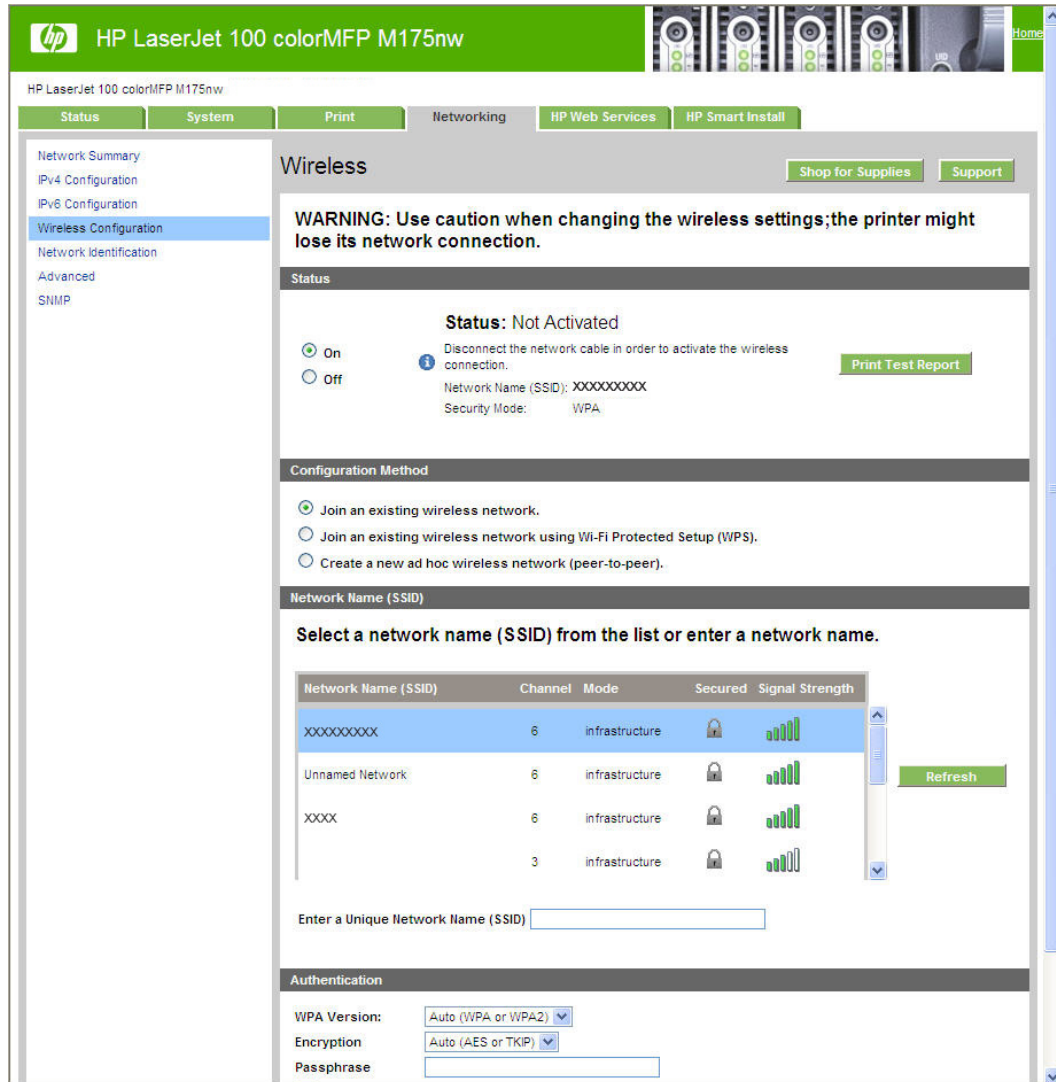 hp HP LaserJet 100 colorMFP M175nw
Home
HP LaserJet 100 colorMFP M175nw
Status System Print Networking HP Web Services HP Smart Install
Network Summary
IPv4 Configuration
IPv6 Configuration
Wireless Configuration
Network Identification
Advanced
SNMP
Wireless
Shop for Supplies Support
WARNING: Use caution when changing the wireless settings;the printer might
lose its network connection.
Status
On
Off
Status: Not Activated
Disconnect the network cable in order to activate the wireless
connection.
Network Name (SSID): XXXXXXXXX
Security Mode: WPA
Print Test Report
Configuration Method
Join an existing wireless network.
Join an existing wireless network using Wi-Fi Protected Setup (WPS).
Create a new ad hoc wireless network (peer-to-peer).
Network Name (SSID)
Select a network name (SSID) from the list or enter a network name.
Network Name (SSID) Channel Mode Secured Signal Strength
XXXXXXXXX 6 infrastructure
Unnamed Network 6 infrastructure
XXXX 6 infrastructure
3 infrastructure
Refresh
Enter a Unique Network Name (SSID)
Authentication
WPA Version: Auto (WPA or WPA2)
Encryption Auto (AES or TKIP)
Passphrase